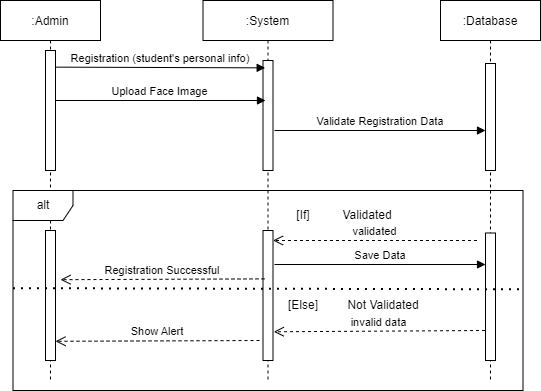 :Admin
:System
:Database
Registration (student's personal info)
Upload Face Image
Validate Registration Data
alt
[If] Validated
validated
Save Data
Registration Successful
[Else] Not Validated
invalid data
Show Alert